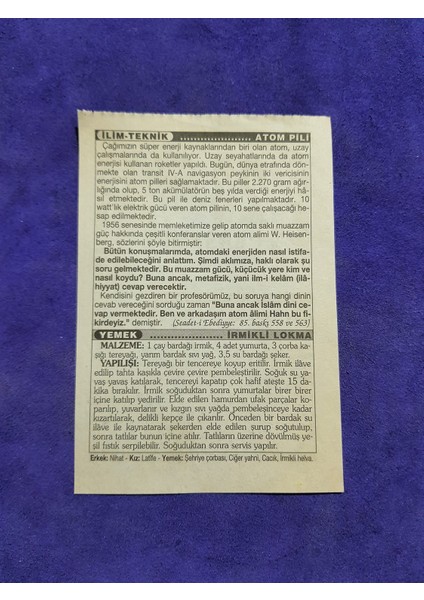 İLİM-TEKNİK .................... ATOM PİLİ
Çağımızın süper enerji kaynaklarından biri olan atom, uzay
çalışmalarında da kullanılıyor. Uzay seyahatlarında da atom
enerjisi kullanan roketler yapıldı. Bugün, dünya etrafında dön-
mekte olan transit IV-A navigasyon peykinin iki vericisinin
enerjisini atom pilleri sağlamaktadır. Bu piller 2.270 gram ağır-
lığında olup, 5 ton akümülatörün beş yılda verdiği enerjiyi hâ-
sıl etmektedir. Bu pil ile deniz fenerleri yapılmaktadır. 10
watt'lık elektrik gücü veren atom pilinin, 10 sene çalışacağı he-
sap edilmektedir.
1956 senesinde memleketimize gelip atomda saklı muazzam
güç hakkında çeşitli konferanslar veren atom alimi W. Heisen-
berg, sözlerini şöyle bitirmiştir:
Bütün konuşmalarımda, atomdaki enerjiden nasıl istifa-
de edilebileceğini anlattım. Şimdi aklımıza, haklı olarak şu
soru gelmektedir. Bu muazzam gücü, küçücük yere kim ve
nasıl koydu? Buna ancak, metafizik, yani ilm-i kelâm (ilâ-
hiyyat) cevap verecektir.
Kendisini gezdiren bir profesörümüz, bu soruya hangi dinin
cevap vereceğini sorduğu zaman "Buna ancak İslâm dini ce-
vap vermektedir. Ben ve arkadaşım atom âlimi Hahn bu fi-
kirdeyiz." demiştir. (Seadet-i Ebediyye: 85. baskı 558 ve 563)
YEMEK .................... İRMİKLİ LOKMA
MALZEME: 1 çay bardağı irmik, 4 adet yumurta, 3 çorba ka-
şığı tereyağı, yarım bardak sıvı yağ, 3,5 su bardağı şeker.
YAPILIŞI: Tereyağı bir tencereye koyup eritilir. İrmik ilâve
edilip tahta kaşıkla çevire çevire pembeleştirilir. Soğuk su ya-
vaş yavaş katılarak, tencereyi kapatıp çok hafif ateşte 15 da-
kika bırakılır. İrmik soğuduktan sonra yumurtalar birer birer
içine katılıp yedirilir. Elde edilen hamurdan ufak parçalar ko-
parılıp, yuvarlanır ve kızgın sıvı yağda pembeleşinceye kadar
kızartılarak, delikli kepçe ile çıkarılır. Önceden bir bardak su
ilâve ile kaynatarak şekerden elde edilen şurup soğutulup,
sonra tatlılar bunun içine atılır. Tatlıların üzerine dövülmüş ye-
şil fıstık serpilebilir. Soğuduktan sonra servis yapılır.
Erkek: Nihat - Kız: Latife - Yemek: Şehriye çorbası, Ciğer yahni, Cacık, İrmikli helva.